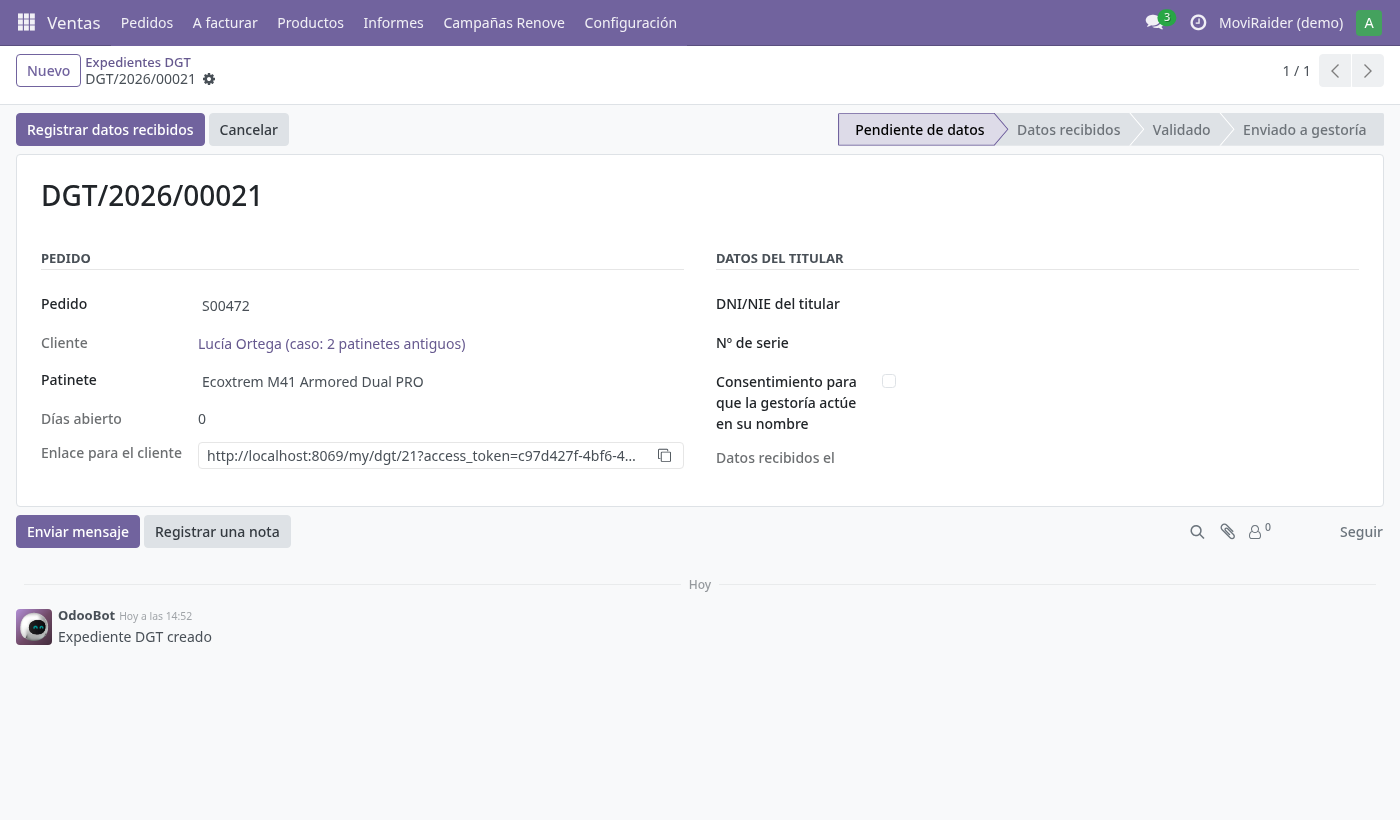 Ventas Pedidos A facturar Productos Informes Campañas Renove Configuración 3 MoviRaider (demo) A
Nuevo
Expedientes DGT
DGT/2026/00021
1 / 1
Registrar datos recibidos Cancelar Pendiente de datos Datos recibidos Validado Enviado a gestoría
DGT/2026/00021
PEDIDO
Pedido S00472
Cliente Lucía Ortega (caso: 2 patinetes antiguos)
Patinete Ecoxtrem M41 Armored Dual PRO
Días abierto 0
Enlace para el cliente http://localhost:8069/my/dgt/21?access_token=c97d427f-4bf6-4...
DATOS DEL TITULAR
DNI/NIE del titular
Nº de serie
Consentimiento para
que la gestoría actúe
en su nombre
Datos recibidos el
Enviar mensaje Registrar una nota 0 Seguir
Hoy
OdooBot Hoy a las 14:52
Expediente DGT creado